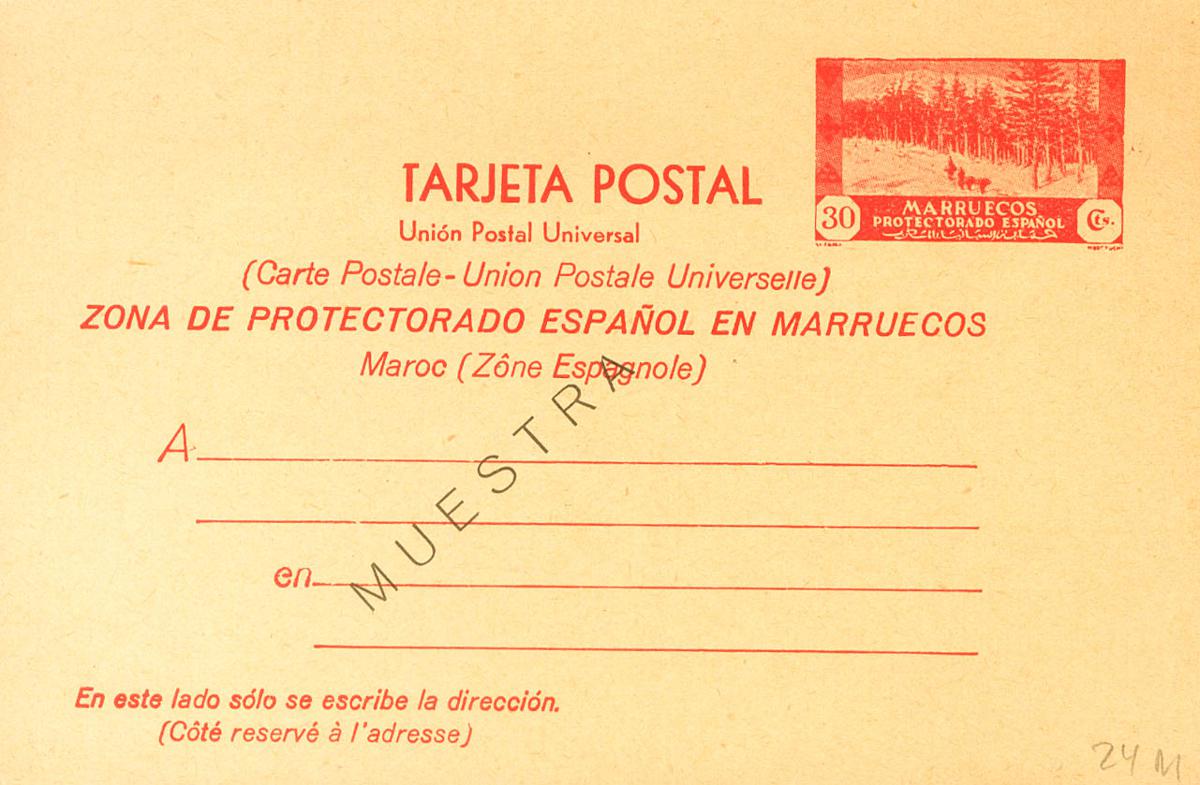 TARJETA POSTAL
Unión Postal Universal
(Carte Postale-Union Postale Universelle)
ZONA DE PROTECTORADO ESPAÑOL EN MARRUECOS
Maroc (Zône Espagnole)
30 MARRUECOS Cts.
PROTECTORADO ESPAÑOL
MUESTRA
A
en
En este lado sólo se escribe la dirección.
(Côté reservé à l'adresse)
24 M